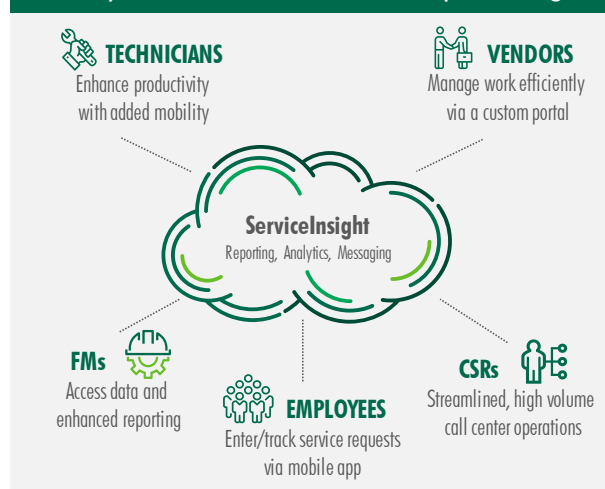 TECHNICIANS
Enhance productivity
with added mobility
VENDORS
Manage work efficiently
via a custom portal
ServiceInsight
Reporting, Analytics, Messaging
FMs
Access data and
enhanced reporting
EMPLOYEES
Enter/track service requests
via mobile app
CSRs
Streamlined, high volume
call center operations